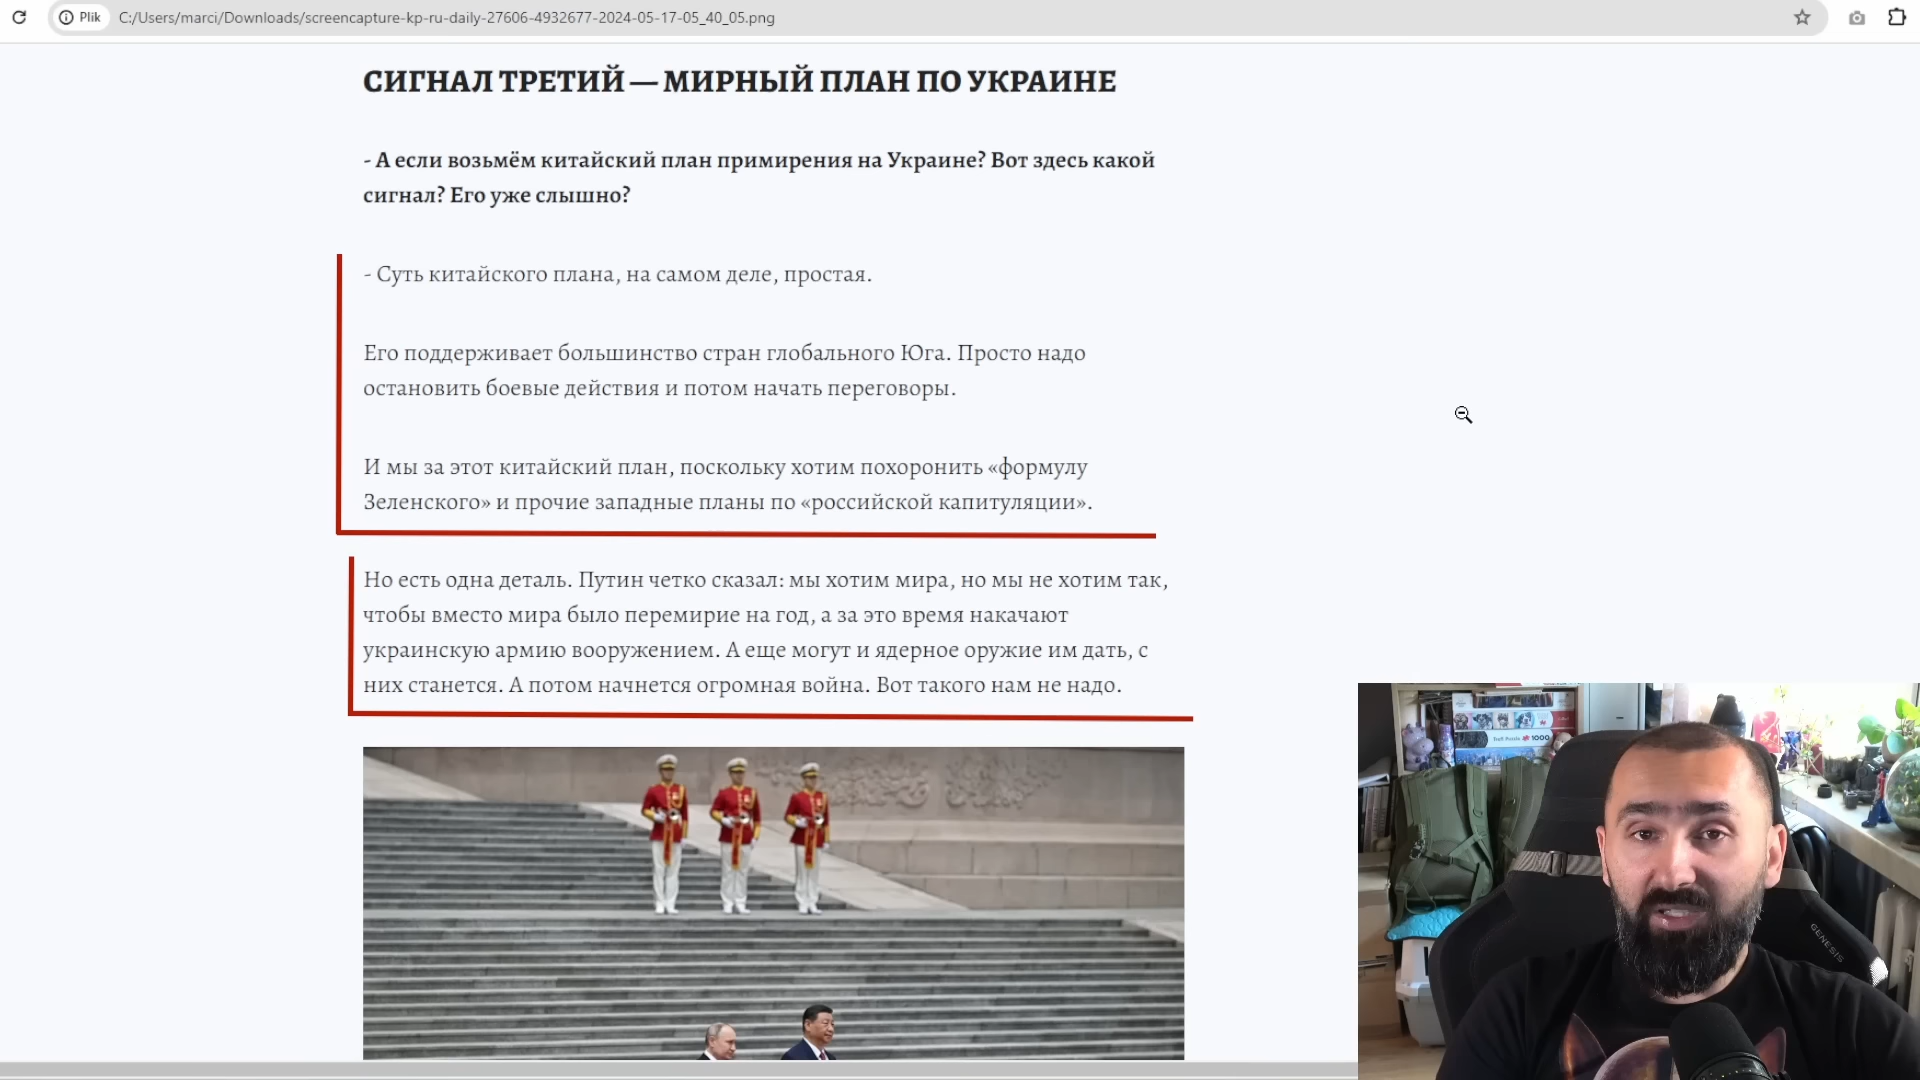 Plik
C:/Users/marci/Downloads/screencapture-kp-ru-daily-27606-4932677-2024-05-17-05_40_05.png
СИГНАЛ ТРЕТИЙ — МИРНЫЙ ПЛАН ПО УКРАИНЕ
- А если возьмём китайский план примирения на Украине? Вот здесь какой
сигнал? Его уже слышно?
- Суть китайского плана, на самом деле, простая.
Его поддерживает большинство стран глобального Юга. Просто надо
остановить боевые действия и потом начать переговоры.
И мы за этот китайский план, поскольку хотим похоронить «формулу
Зеленского» и прочие западные планы по «российской капитуляции».
Но есть одна деталь. Путин четко сказал: мы хотим мира, но мы не хотим так,
чтобы вместо мира было перемирие на год, а за это время накачают
украинскую армию вооружением. А еще могут и ядерное оружие им дать, с
них станется. А потом начнется огромная война. Вот такого нам не надо.
1000
GENESIS